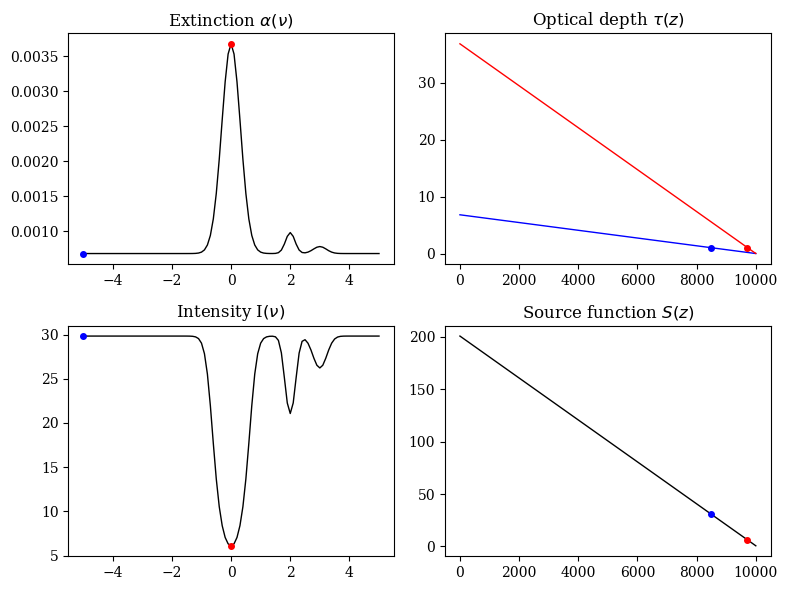 Extinction α(ν)
0.0035
0.0030
0.0025
0.0020
0.0015
0.0010
−4 −2 0 2 4
Optical depth τ(z)
30
20
10
0
0 2000 4000 6000 8000 10000
Intensity I(ν)
30
25
20
15
10
5
−4 −2 0 2 4
Source function S(z)
200
150
100
50
0
0 2000 4000 6000 8000 10000